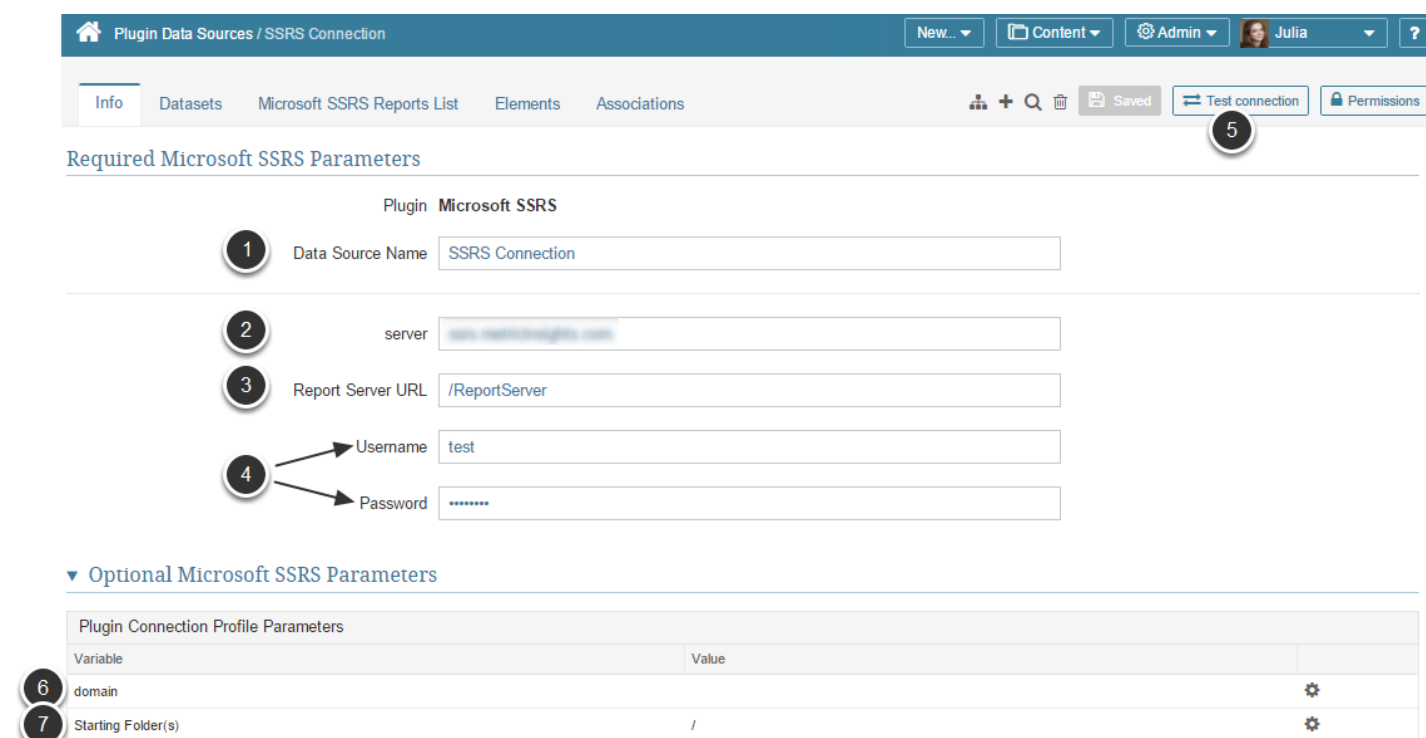 Plugin Data Sources / SSRS Connection New... Content Admin Julia ?
Info Datasets Microsoft SSRS Reports List Elements Associations Saved Test connection Permissions
5
Required Microsoft SSRS Parameters
Plugin Microsoft SSRS
1 Data Source Name SSRS Connection
2 server
3 Report Server URL /ReportServer
Username test
4
Password ••••••••
Optional Microsoft SSRS Parameters
Plugin Connection Profile Parameters
Variable Value
6 domain
7 Starting Folder(s) /